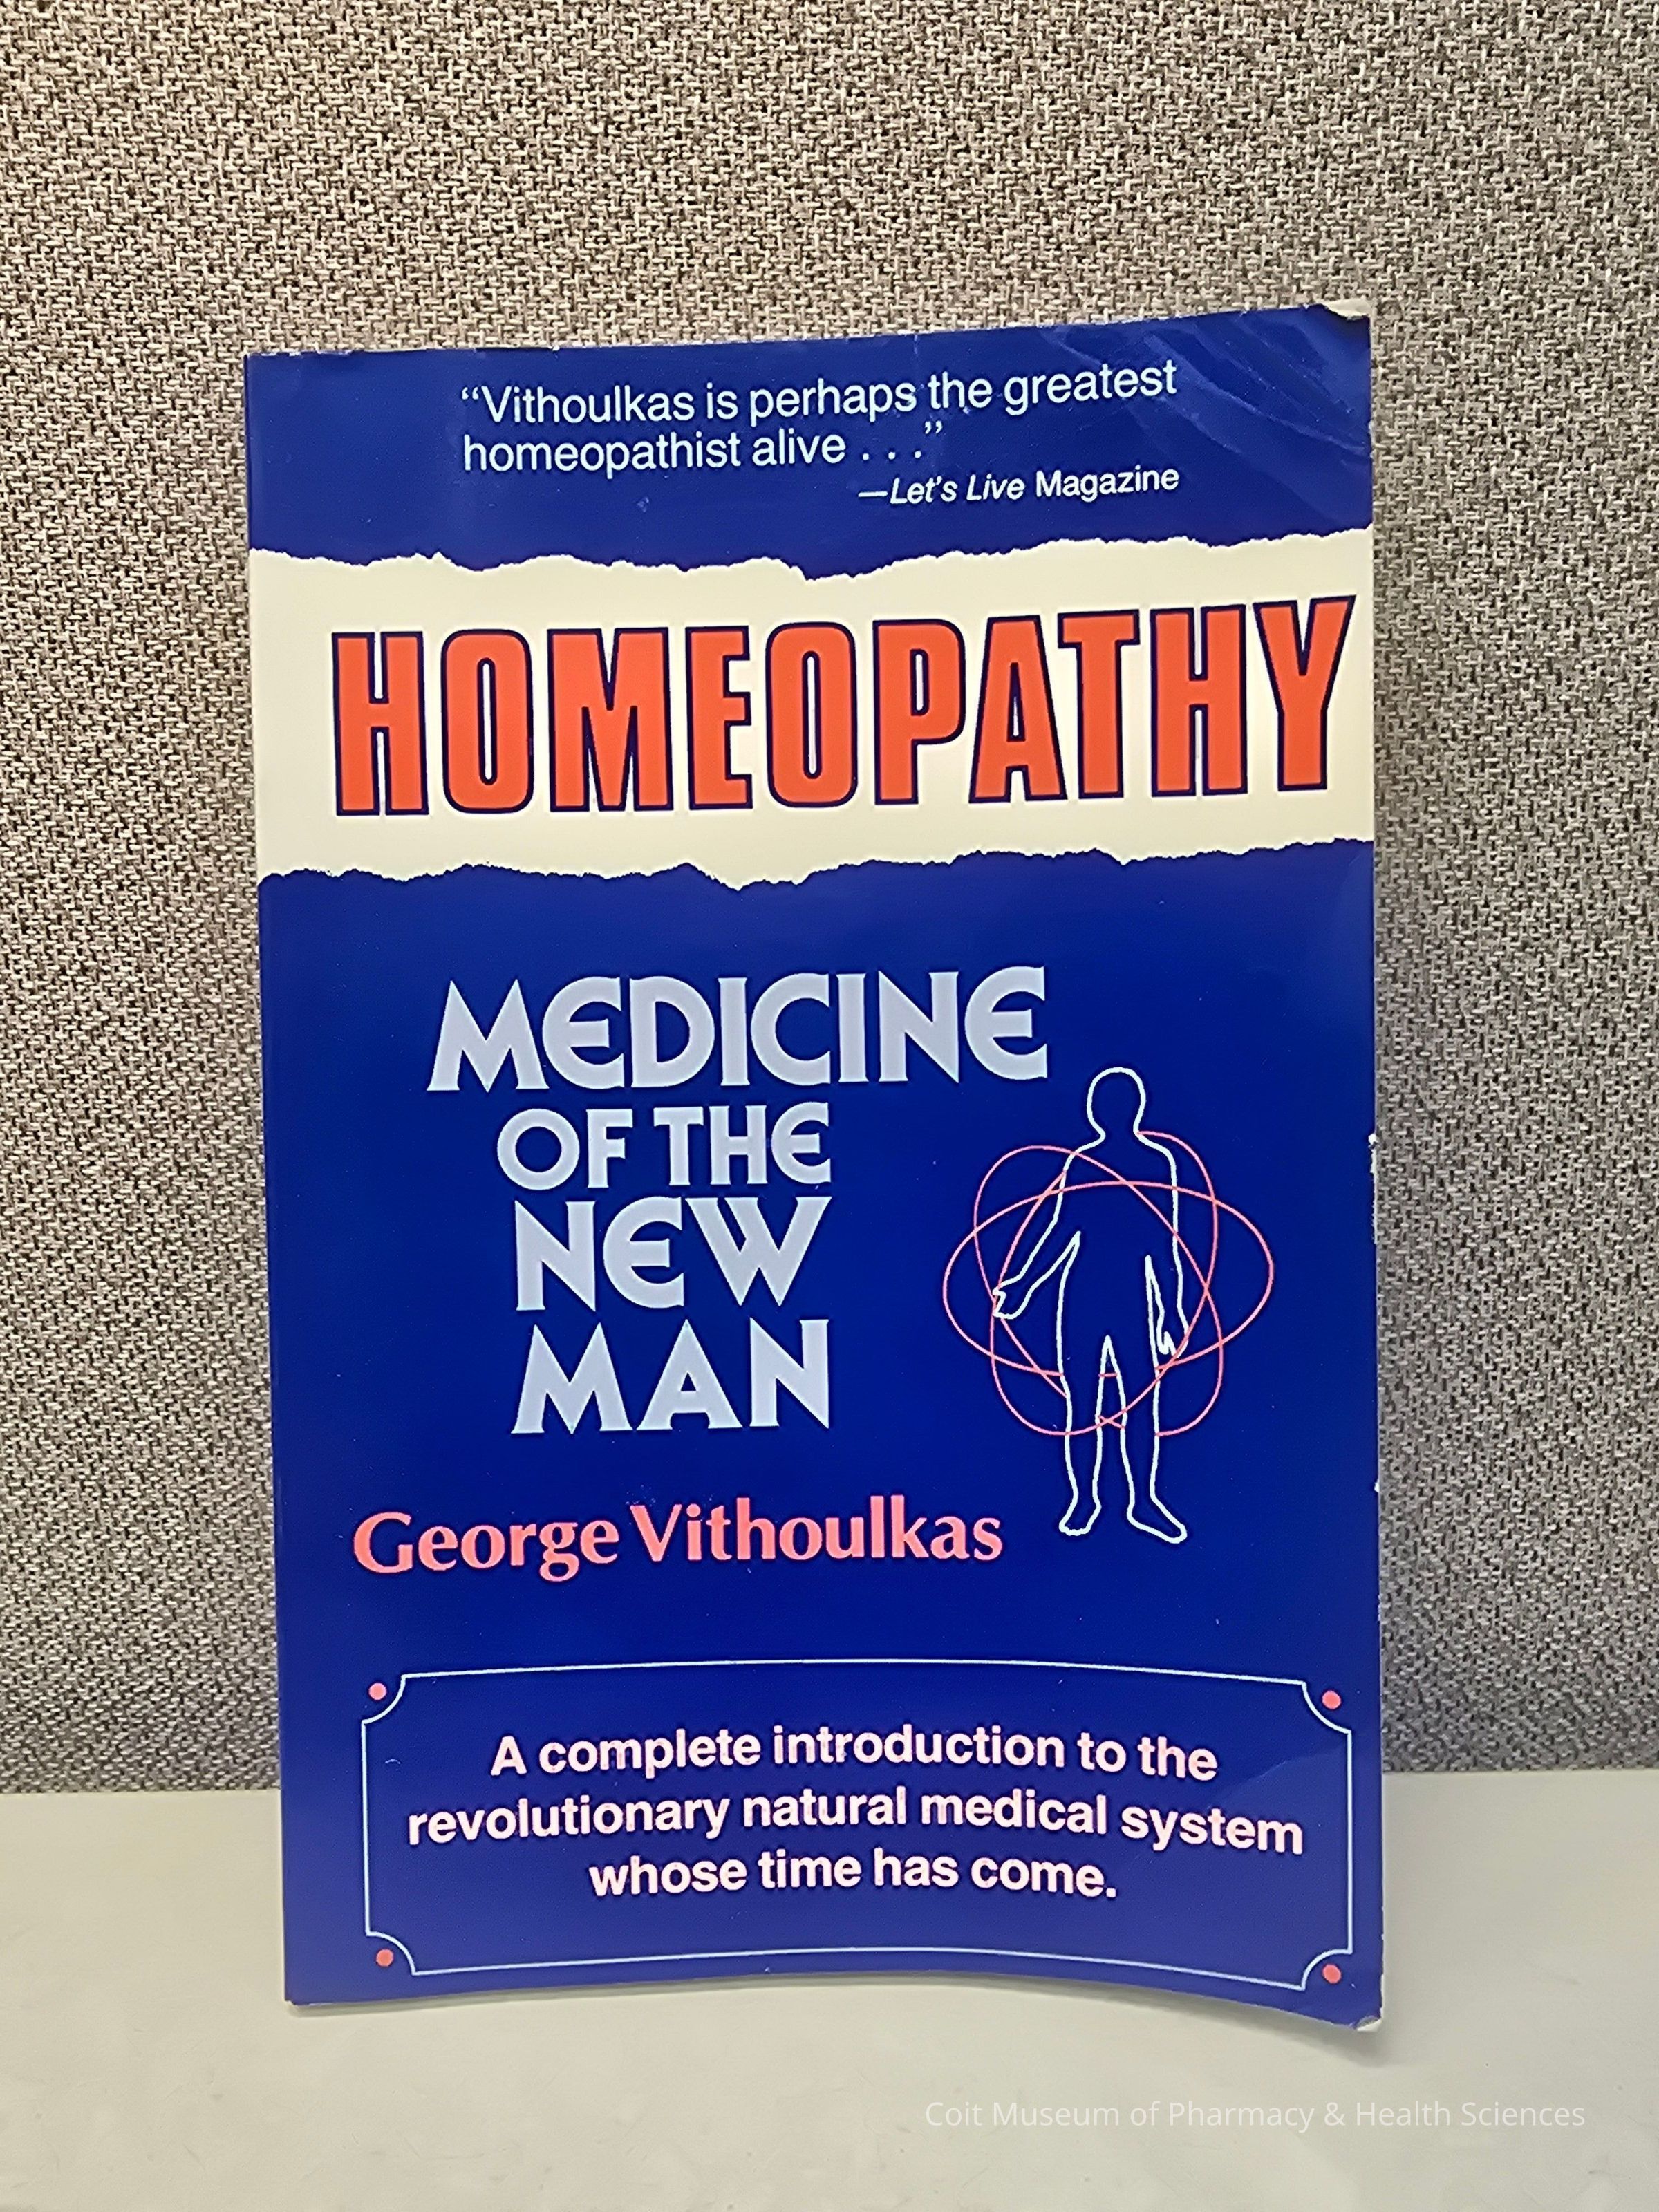 “Vithoulkas is perhaps the greatest
homeopathist alive . . .”
—Let's Live Magazine
HOMEOPATHY
MEDICINE
OF THE
NEW
MAN
George Vithoulkas
A complete introduction to the
revolutionary natural medical system
whose time has come.
Coit Museum of Pharmacy & Health Sciences